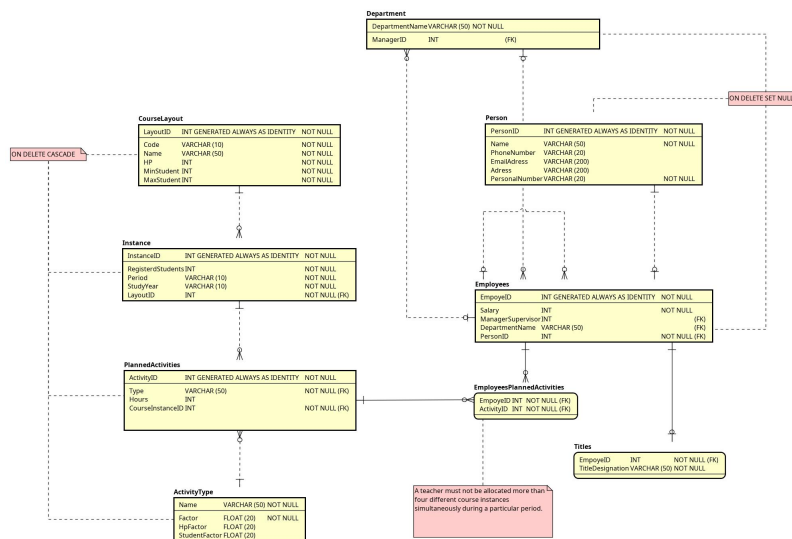 Department
DepartmentName VARCHAR (50) NOT NULL
ManagerID INT (FK)
ON DELETE SET NULL
CourseLayout
LayoutID INT GENERATED ALWAYS AS IDENTITY NOT NULL
Code VARCHAR (10) NOT NULL
Name VARCHAR (50) NOT NULL
HP INT NOT NULL
MinStudent INT NOT NULL
MaxStudent INT NOT NULL
ON DELETE CASCADE
Person
PersonID INT GENERATED ALWAYS AS IDENTITY NOT NULL
Name VARCHAR (50) NOT NULL
PhoneNumber VARCHAR (20)
EmailAdress VARCHAR (200)
Adress VARCHAR (200)
PersonalNumber VARCHAR (20) NOT NULL
Instance
InstanceID INT GENERATED ALWAYS AS IDENTITY NOT NULL
RegisterdStudents INT NOT NULL
Period VARCHAR (10) NOT NULL
StudyYear VARCHAR (10) NOT NULL
LayoutID INT NOT NULL (FK)
Employees
EmpoyeID INT GENERATED ALWAYS AS IDENTITY NOT NULL
Salary INT NOT NULL
ManagerSupervisor INT (FK)
DepartmentName VARCHAR (50) (FK)
PersonID INT NOT NULL (FK)
PlannedActivities
ActivityID INT GENERATED ALWAYS AS IDENTITY NOT NULL
Type VARCHAR (50) NOT NULL (FK)
Hours INT
CourseInstanceID INT NOT NULL (FK)
EmployeesPlannedActivities
EmpoyeID INT NOT NULL (FK)
ActivityID INT NOT NULL (FK)
Titles
EmpoyeID INT NOT NULL (FK)
TitleDesignation VARCHAR (50) NOT NULL
A teacher must not be allocated more than
four different course instances
simultaneously during a particular period.
ActivityType
Name VARCHAR (50) NOT NULL
Factor FLOAT (20) NOT NULL
HpFactor FLOAT (20)
StudentFactor FLOAT (20)